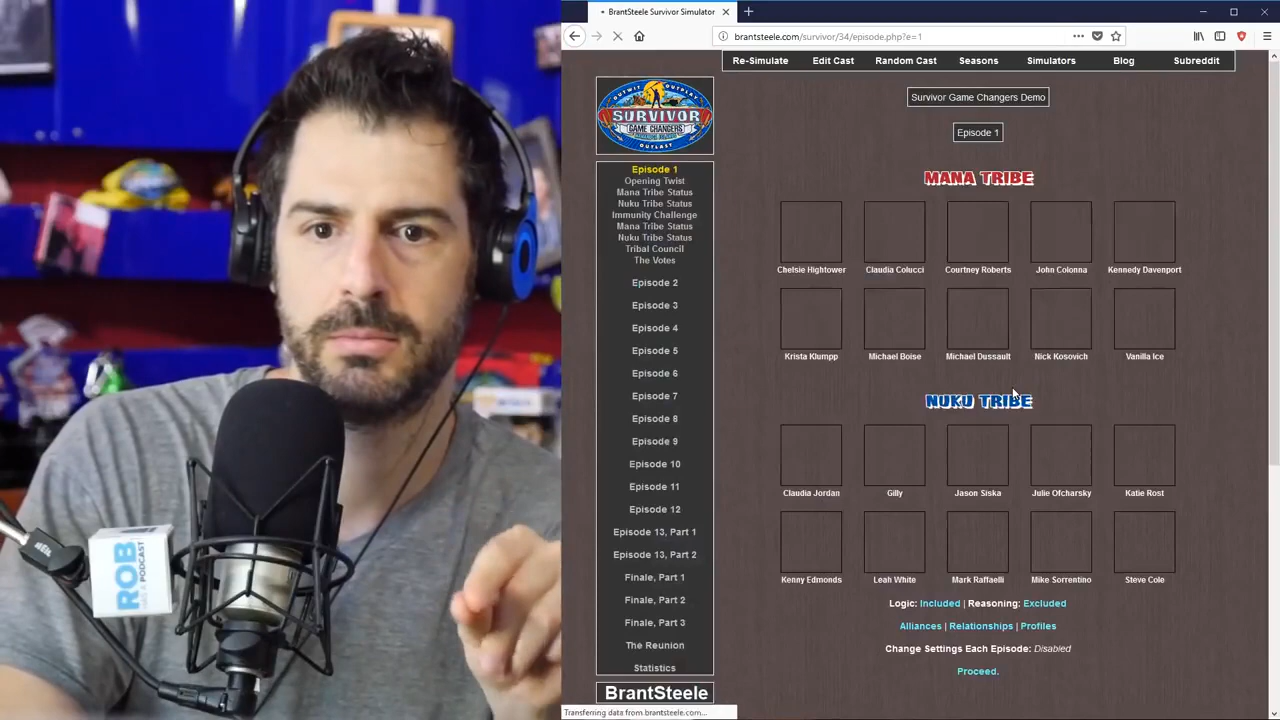 BrantSteele Survivor Simulator
brantsteele.com/survivor/34/episode.php?e=1
Re-Simulate Edit Cast Random Cast Seasons Simulators Blog Subreddit
OUTWIT OUTPLAY
SURVIVOR
GAME CHANGERS
OUTLAST
Survivor Game Changers Demo
Episode 1
Episode 1
Opening Twist
Mana Tribe Status
Nuku Tribe Status
Immunity Challenge
Mana Tribe Status
Nuku Tribe Status
Tribal Council
The Votes
Episode 2
Episode 3
Episode 4
Episode 5
Episode 6
Episode 7
Episode 8
Episode 9
Episode 10
Episode 11
Episode 12
Episode 13, Part 1
Episode 13, Part 2
Finale, Part 1
Finale, Part 2
Finale, Part 3
The Reunion
Statistics
BrantSteele
MANA TRIBE
Chelsie Hightower Claudia Colucci Courtney Roberts John Colonna Kennedy Davenport
Krista Klumpp Michael Boise Michael Dussault Nick Kosovich Vanilla Ice
NUKU TRIBE
Claudia Jordan Gilly Jason Siska Julie Ofcharsky Katie Rost
Kenny Edmonds Leah White Mark Raffaelli Mike Sorrentino Steve Cole
Logic: Included | Reasoning: Excluded
Alliances | Relationships | Profiles
Change Settings Each Episode: Disabled
Proceed.
Transferring data from brantsteele.com...
ROB
HAS A PODCAST